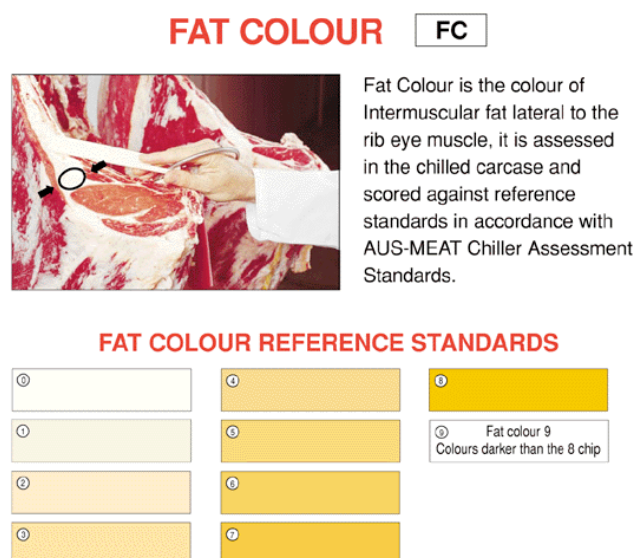 FAT COLOUR FC
Fat Colour is the colour of
Intermuscular fat lateral to the
rib eye muscle, it is assessed
in the chilled carcase and
scored against reference
standards in accordance with
AUS-MEAT Chiller Assessment
Standards.
FAT COLOUR REFERENCE STANDARDS
0
1
2
3
4
5
6
7
8
9 Fat colour 9
Colours darker than the 8 chip